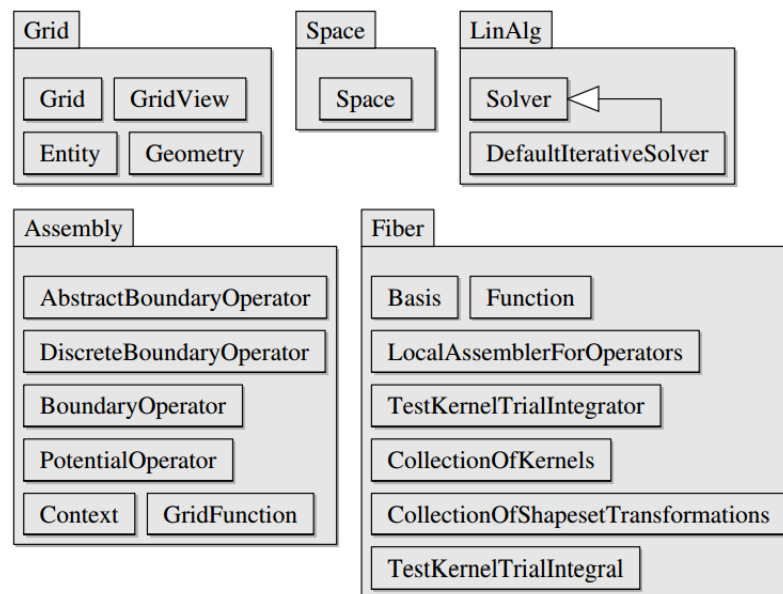 Grid
Grid GridView
Entity Geometry
Space
Space
LinAlg
Solver
DefaultIterativeSolver
Assembly
AbstractBoundaryOperator
DiscreteBoundaryOperator
BoundaryOperator
PotentialOperator
Context GridFunction
Fiber
Basis Function
LocalAssemblerForOperators
TestKernelTrialIntegrator
CollectionOfKernels
CollectionOfShapesetTransformations
TestKernelTrialIntegral